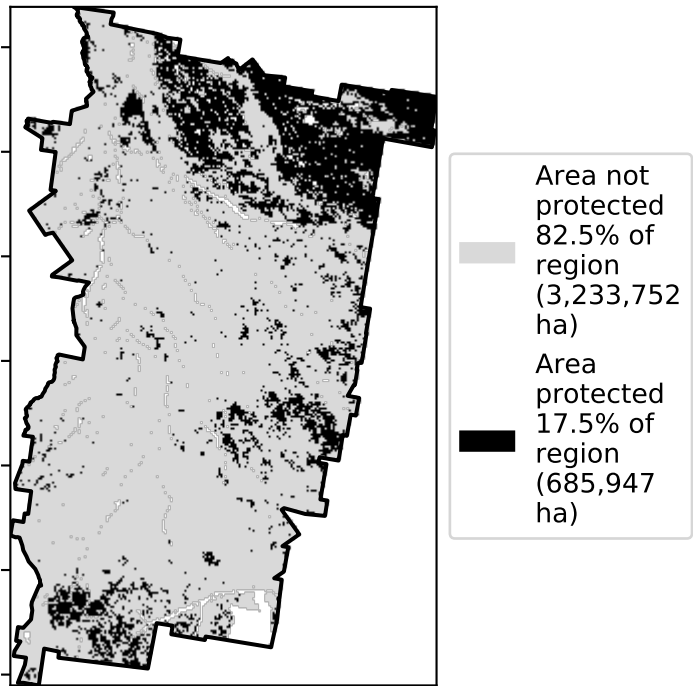 Area not
protected
82.5% of
region
(3,233,752
ha)
Area
protected
17.5% of
region
(685,947
ha)